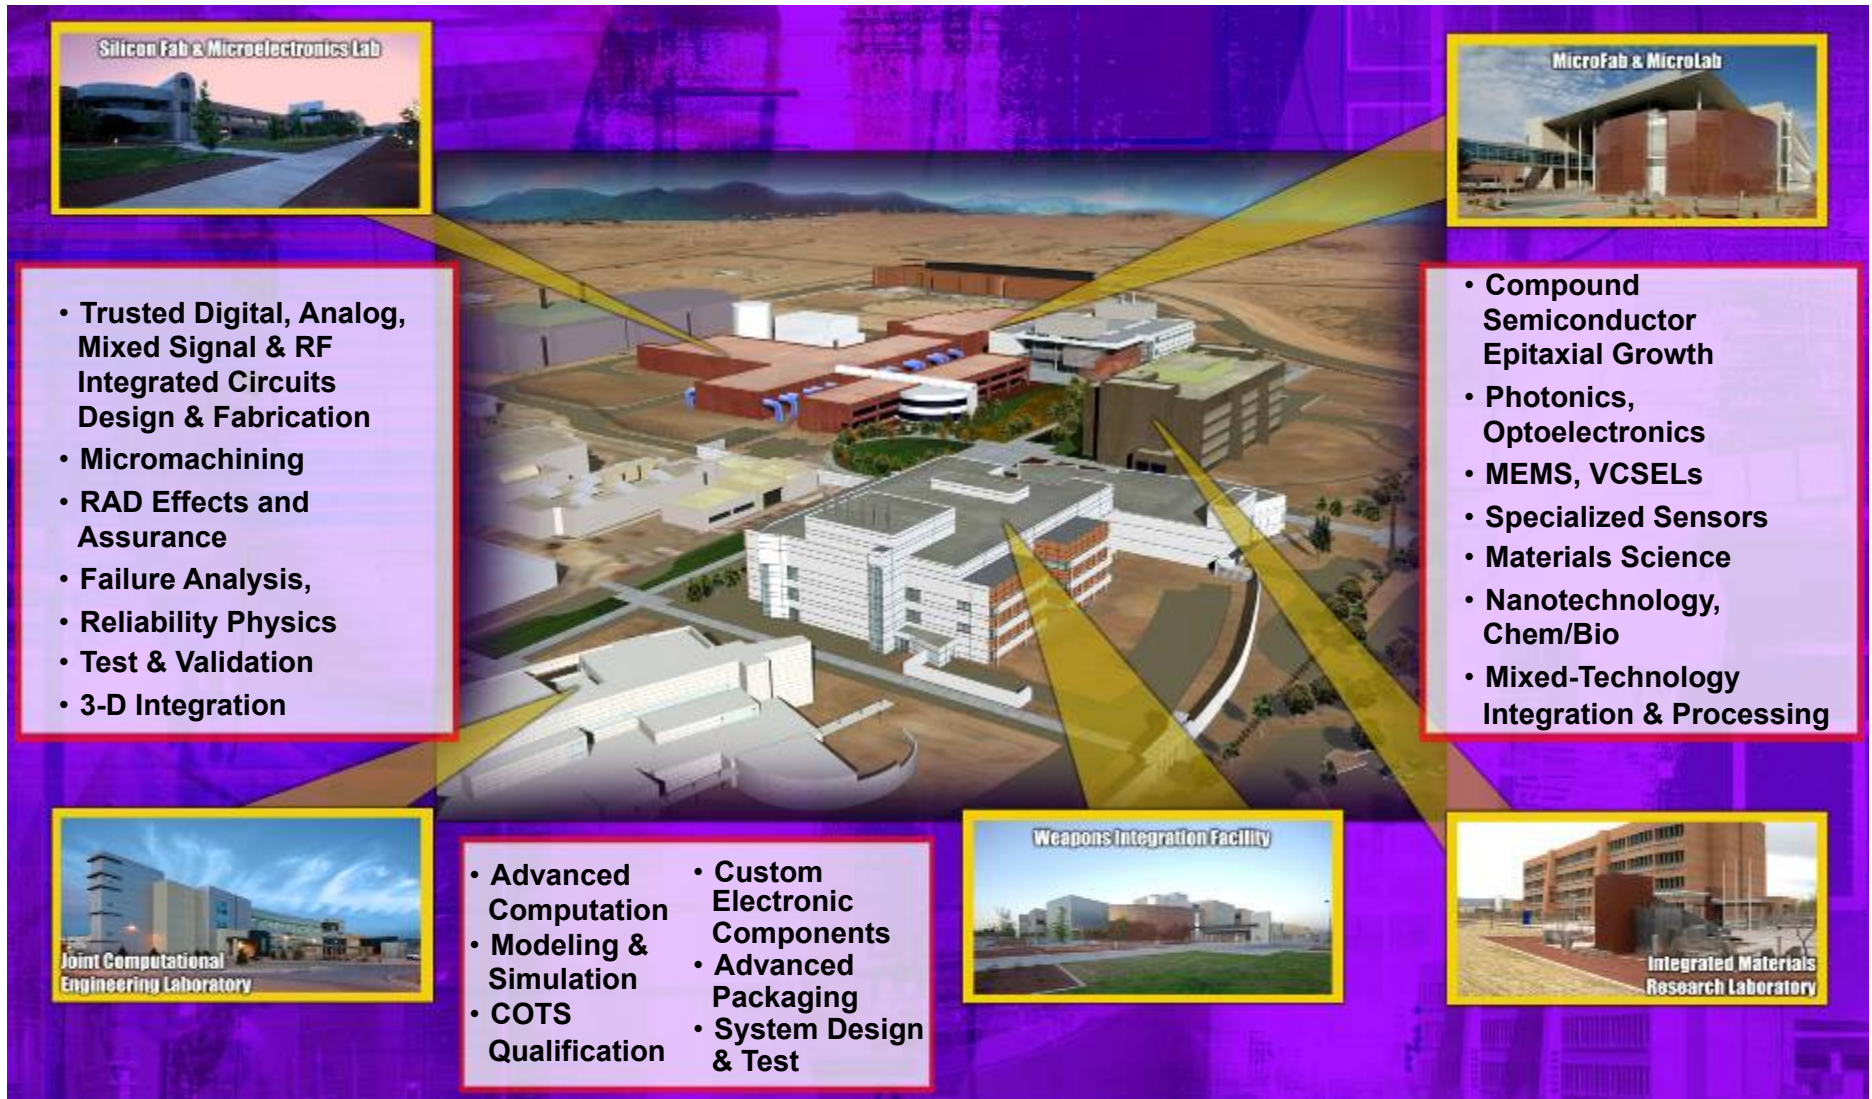 Silicon Fab & Microelectronics Lab
MicroFab & MicroLab
• Trusted Digital, Analog,
Mixed Signal & RF
Integrated Circuits
Design & Fabrication
• Micromachining
• RAD Effects and
Assurance
• Failure Analysis,
• Reliability Physics
• Test & Validation
• 3-D Integration
• Compound
Semiconductor
Epitaxial Growth
• Photonics,
Optoelectronics
• MEMS, VCSELs
• Specialized Sensors
• Materials Science
• Nanotechnology,
Chem/Bio
• Mixed-Technology
Integration & Processing
Joint Computational
Engineering Laboratory
• Advanced
Computation
• Modeling &
Simulation
• COTS
Qualification
• Custom
Electronic
Components
• Advanced
Packaging
• System Design
& Test
Weapons Integration Facility
Integrated Materials
Research Laboratory